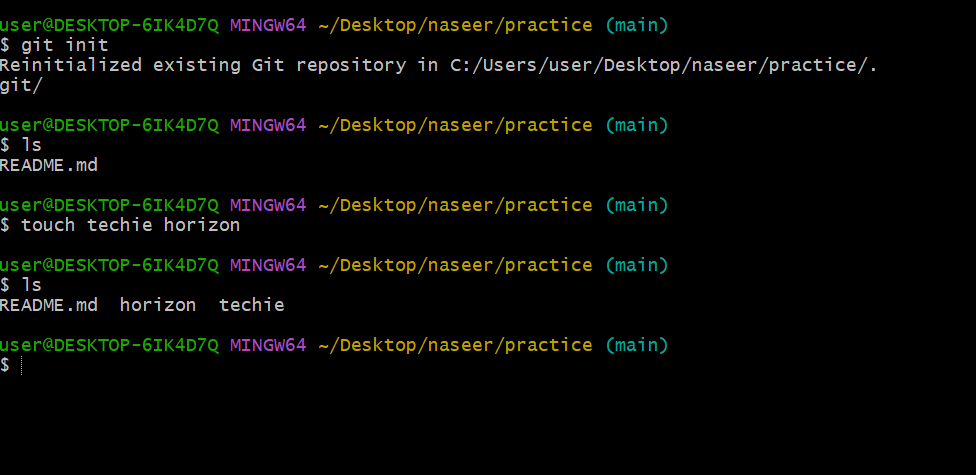 user@DESKTOP-6IK4D7Q MINGW64 ~/Desktop/naseer/practice (main)
$ git init
Reinitialized existing Git repository in C:/Users/user/Desktop/naseer/practice/.
git/
user@DESKTOP-6IK4D7Q MINGW64 ~/Desktop/naseer/practice (main)
$ ls
README.md
user@DESKTOP-6IK4D7Q MINGW64 ~/Desktop/naseer/practice (main)
$ touch techie horizon
user@DESKTOP-6IK4D7Q MINGW64 ~/Desktop/naseer/practice (main)
$ ls
README.md  horizon  techie
user@DESKTOP-6IK4D7Q MINGW64 ~/Desktop/naseer/practice (main)
$